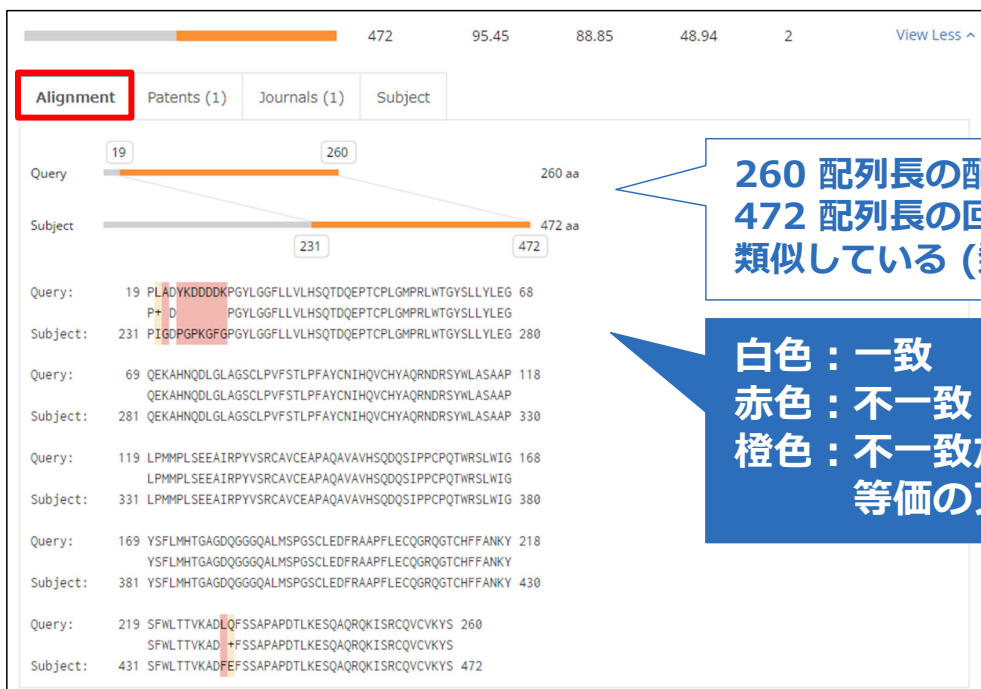 472 95.45 88.85 48.94 2 View Less
Alignment Patents (1) Journals (1) Subject
19 260
Query 260 aa
Subject 472 aa
231 472
Query: 19 PLADYKDDDDKPGYLGGFLLVLHSQTDQEPTCPLGMPRLWTGYSLLYLEG 68
P+ D PGYLGGFLLVLHSQTDQEPTCPLGMPRLWTGYSLLYLEG
Subject: 231 PIGDPGPKGFGPGYLGGFLLVLHSQTDQEPTCPLGMPRLWTGYSLLYLEG 280
Query: 69 QEKAHNQDLGLAGSCLPVFSTLPFAYCNIHQVCHYAQRNDRSYWLASAAP 118
QEKAHNQDLGLAGSCLPVFSTLPFAYCNIHQVCHYAQRNDRSYWLASAAP
Subject: 281 QEKAHNQDLGLAGSCLPVFSTLPFAYCNIHQVCHYAQRNDRSYWLASAAP 330
Query: 119 LPMMPLSEEAIRPYVSRCAVCEAPAQAVAVHSQDQSIPPCPQTWRSLWIG 168
LPMMPLSEEAIRPYVSRCAVCEAPAQAVAVHSQDQSIPPCPQTWRSLWIG
Subject: 331 LPMMPLSEEAIRPYVSRCAVCEAPAQAVAVHSQDQSIPPCPQTWRSLWIG 380
Query: 169 YSFLMHTGAGDQGGGQALMSPGSCLEDFRAAPFLECQGRQGTCHFFANKY 218
YSFLMHTGAGDQGGGQALMSPGSCLEDFRAAPFLECQGRQGTCHFFANKY
Subject: 381 YSFLMHTGAGDQGGGQALMSPGSCLEDFRAAPFLECQGRQGTCHFFANKY 430
Query: 219 SFWLTTVKADLQFSSAPAPDTLKESQAQRQKISRCQVCVKYS 260
SFWLTTVKAD +FSSAPAPDTLKESQAQRQKISRCQVCVKYS
Subject: 431 SFWLTTVKADFEFSSAPAPDTLKESQAQRQKISRCQVCVKYS 472
260 配列長の
472 配列長の
類似している (
白色：一致
赤色：不一致
橙色：不一致
等価の